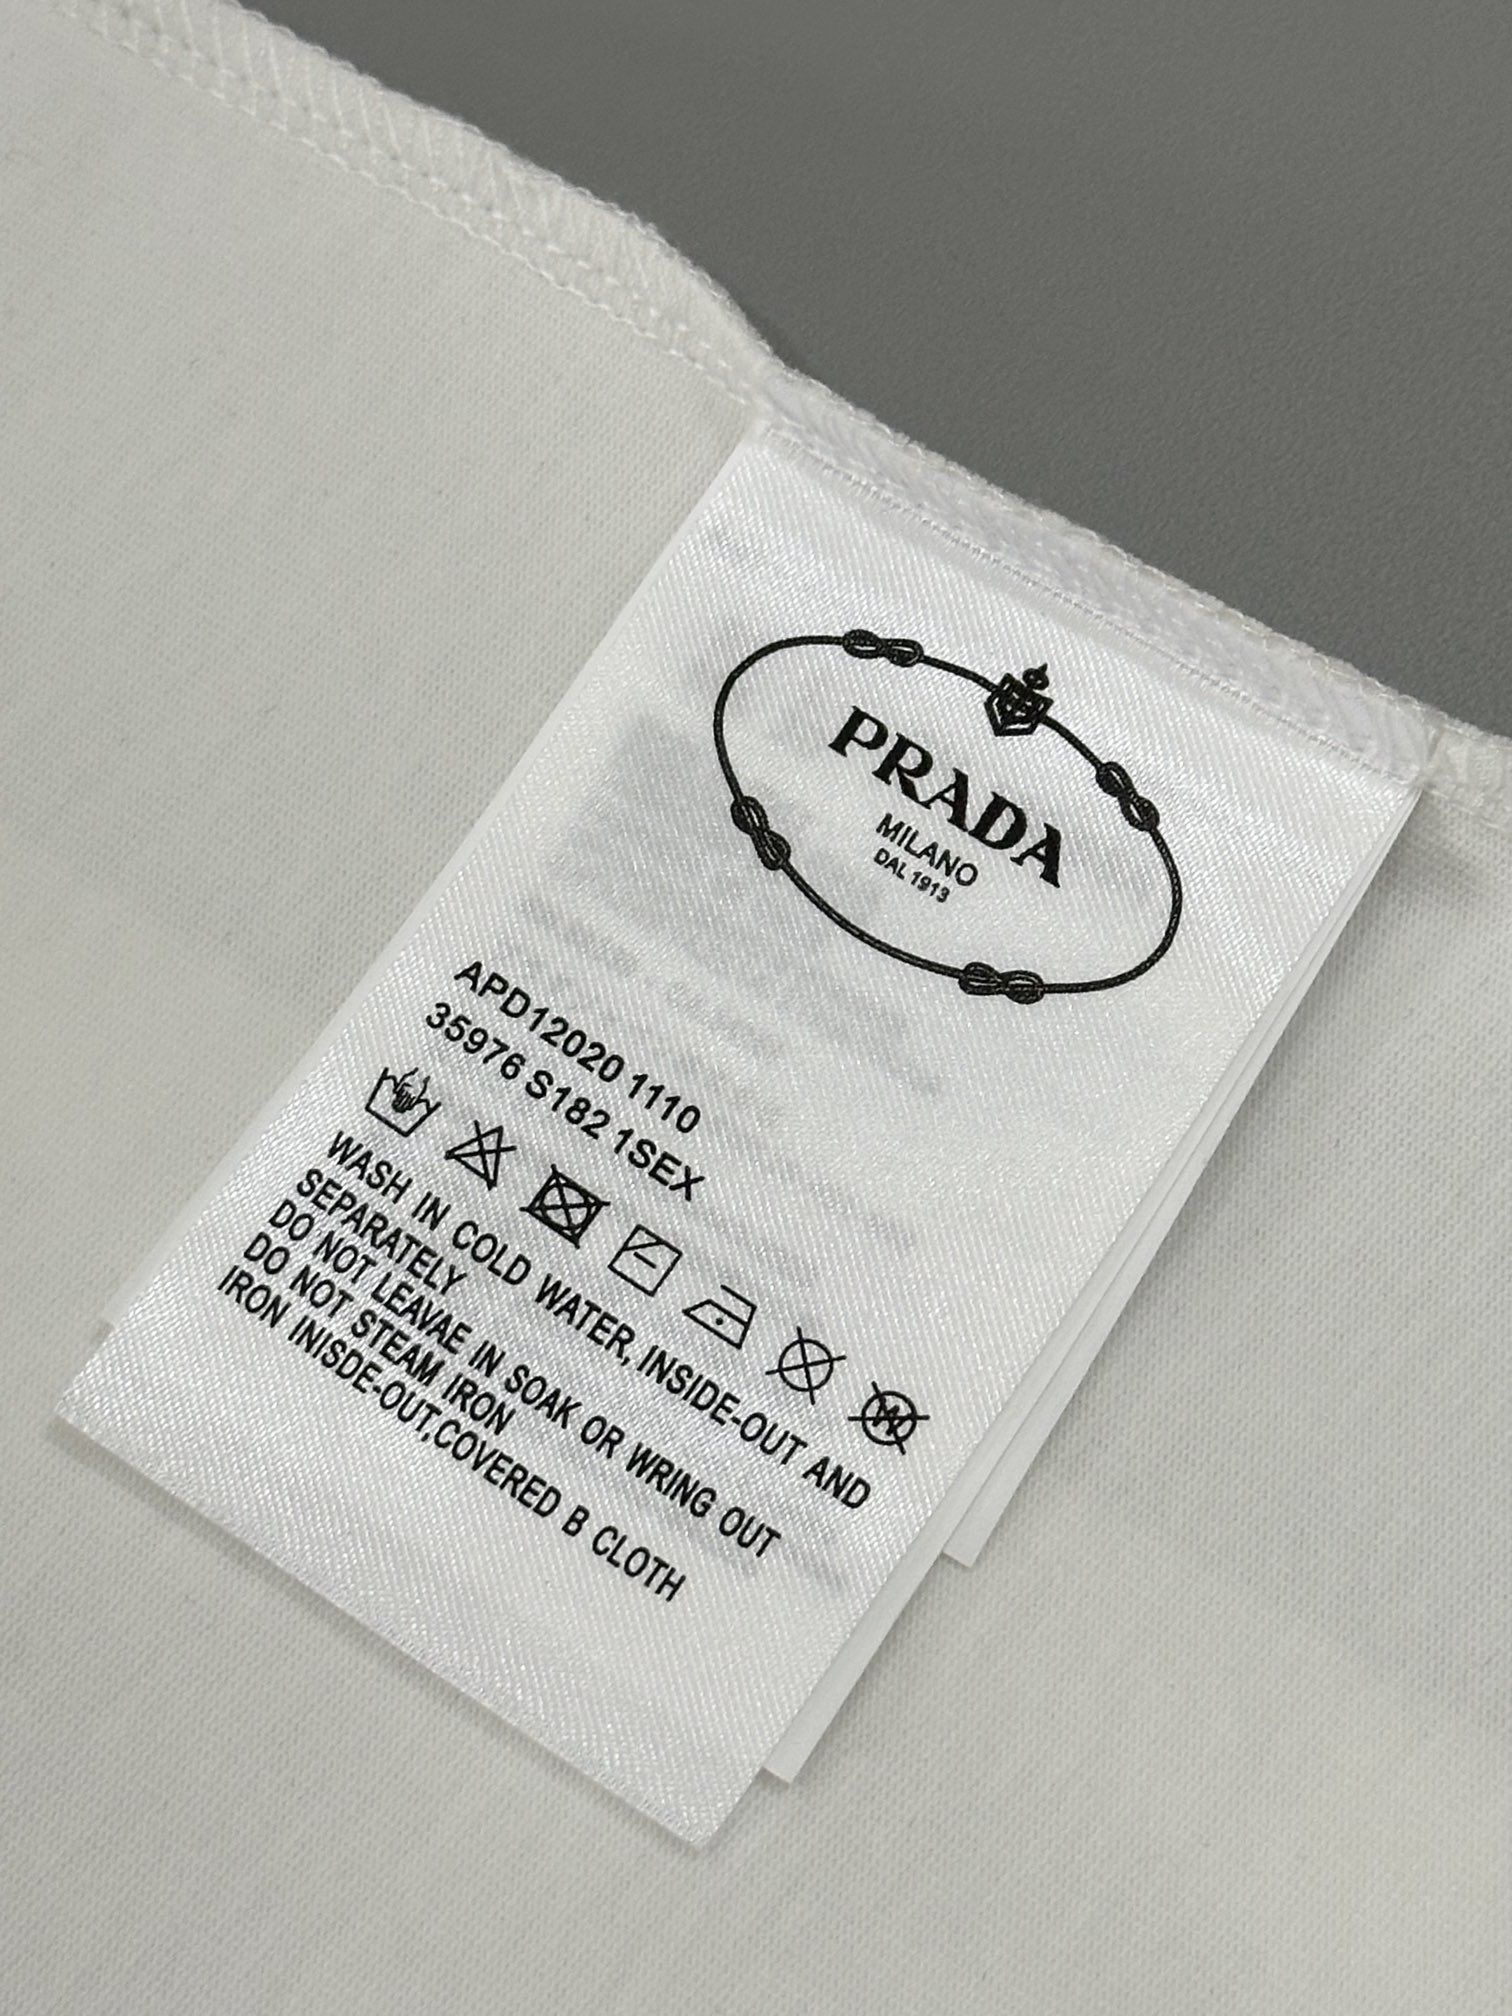 PRADA
MILANO
DAL 1913
APD12020 1110
35976 S182 1SEX
WASH IN COLD WATER, INSIDE-OUT AND
SEPARATELY
DO NOT LEAVAE IN SOAK OR WRING OUT
DO NOT STEAM IRON
IRON INISDE-OUT,COVERED B CLOTH